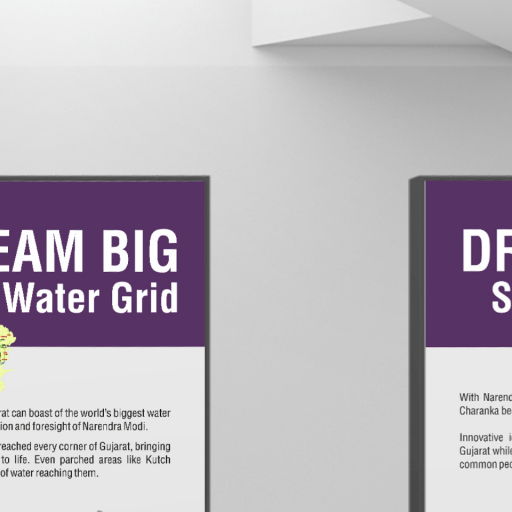 EAM BIG
Water Grid
rat can boast of the world's biggest water
ion and foresight of Narendra Modi.
reached every corner of Gujarat, bringing
to life. Even parched areas like Kutch
of water reaching them.
DR
S
With Narend
Charanka be
Innovative i
Gujarat while
common peo